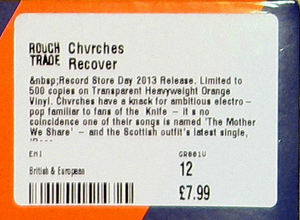 ROUGH TRADE Chvrches
Recover
&nbsp;Record Store Day 2013 Release. Limited to
500 copies on Transparent Heavyweight Orange
Vinyl. Chvrches have a knack for ambitious electro-
pop familiar to fans of the Knife – it s no
coincidence one of their songs is named 'The Mother
We Share' – and the Scottish outfit's latest single,
EMI GR001V
British & European 12
£7.99